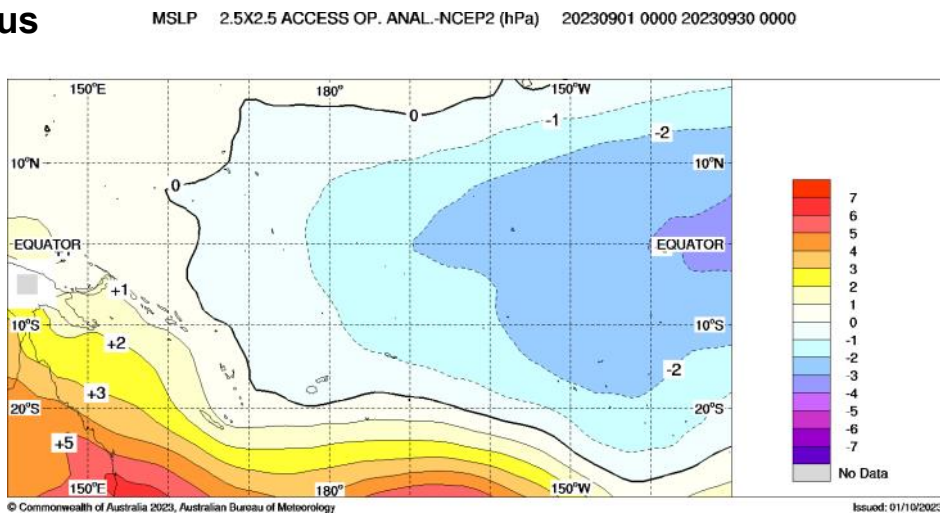 us
MSLP 2.5X2.5 ACCESS OP. ANAL.-NCEP2 (hPa) 20230901 0000 20230930 0000
150°E 180° 150°W
0 -1
-2
10°N 10°N
0
EQUATOR EQUATOR
+1
10°S 10°S
+2
-2
+3
20°S 20°S
+5
150°E 180° 150°W
7
6
5
4
3
2
1
0
-1
-2
-3
-4
-5
-6
-7
No Data
© Commonwealth of Australia 2023, Australian Bureau of Meteorology Issued: 01/10/2023